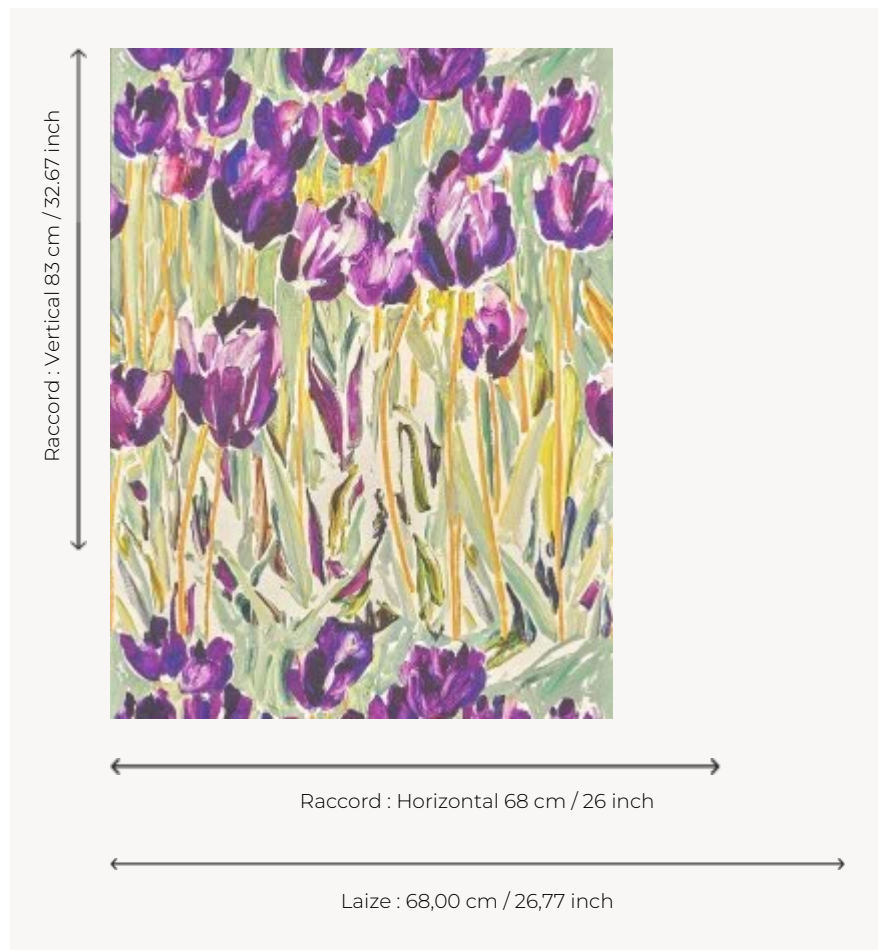 Raccord : Vertical 83 cm / 32.67 inch
Raccord : Horizontal 68 cm / 26 inch
Laize : 68,00 cm / 26,77 inch